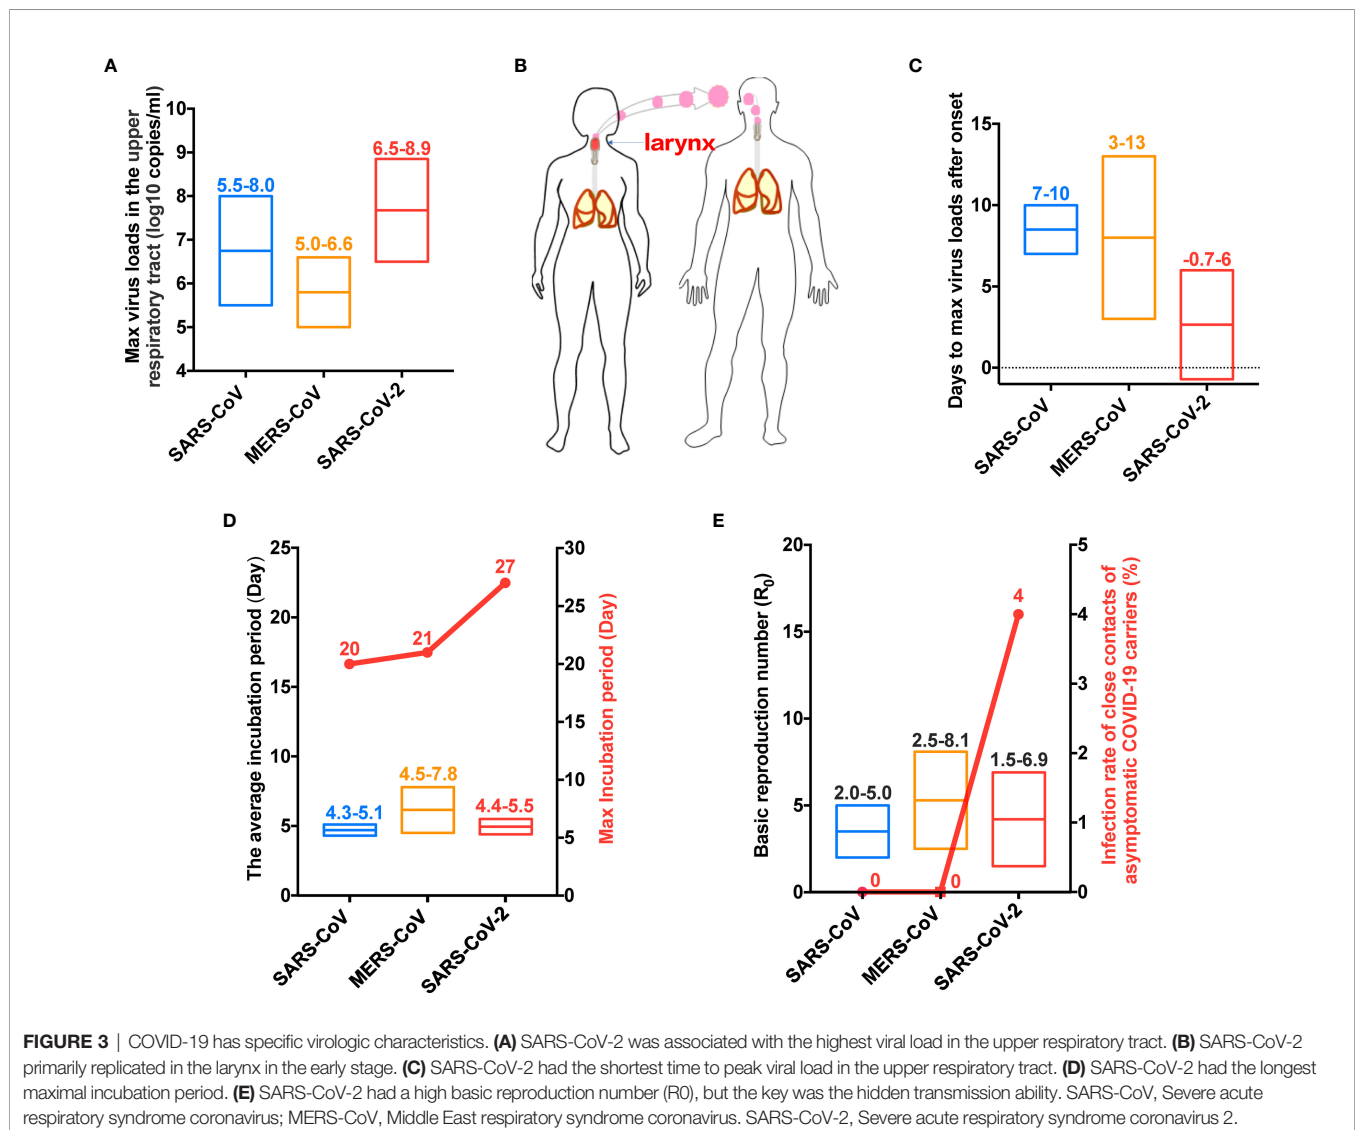 A
Max virus loads in the upper
respiratory tract (log10 copies/ml)
10
9
8
7
6
5
4
5.5-8.0
5.0-6.6
6.5-8.9
SARS-CoV
MERS-CoV
SARS-CoV-2
B
larynx
C
Days to max virus loads after onset
15
10
5
0
7-10
3-13
-0.7-6
SARS-CoV
MERS-CoV
SARS-CoV-2
D
The average incubation period (Day)
25
20
15
10
5
0
20
21
27
4.3-5.1
4.5-7.8
4.4-5.5
30
25
20
15
10
5
0
Max Incubation period (Day)
SARS-CoV
MERS-CoV
SARS-CoV-2
E
Basic reproduction number (R0)
20
15
10
5
0
2.0-5.0
2.5-8.1
1.5-6.9
0
0
4
5
4
3
2
1
0
Infection rate of close contacts of
asymptomatic COVID-19 carriers (%)
SARS-CoV
MERS-CoV
SARS-CoV-2
FIGURE 3 | COVID-19 has specific virologic characteristics. (A) SARS-CoV-2 was associated with the highest viral load in the upper respiratory tract. (B) SARS-CoV-2
primarily replicated in the larynx in the early stage. (C) SARS-CoV-2 had the shortest time to peak viral load in the upper respiratory tract. (D) SARS-CoV-2 had the longest
maximal incubation period. (E) SARS-CoV-2 had a high basic reproduction number (R0), but the key was the hidden transmission ability. SARS-CoV, Severe acute
respiratory syndrome coronavirus; MERS-CoV, Middle East respiratory syndrome coronavirus. SARS-CoV-2, Severe acute respiratory syndrome coronavirus 2.